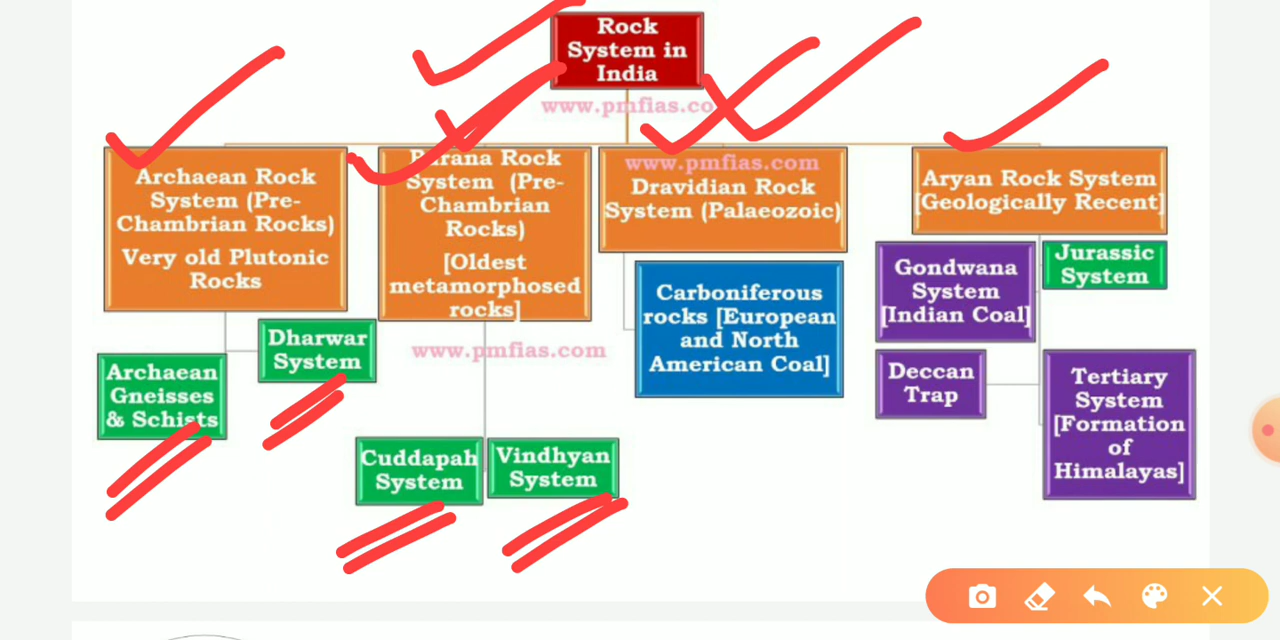 Rock
System in
India
www.pmfias.co
Archaean Rock
System (Pre-
Chambrian Rocks)
Very old Plutonic
Rocks
Purana Rock
System (Pre-
Chambrian
Rocks)
[Oldest
metamorphosed
rocks]
www.pmfias.com
Dravidian Rock
System (Palaeozoic)
Aryan Rock System
[Geologically Recent]
Archaean
Gneisses
& Schists
Dharwar
System
www.pmfias.com
Cuddapah
System
Vindhyan
System
Carboniferous
rocks [European
and North
American Coal]
Gondwana
System
[Indian Coal]
Jurassic
System
Deccan
Trap
Tertiary
System
[Formation
of
Himalayas]